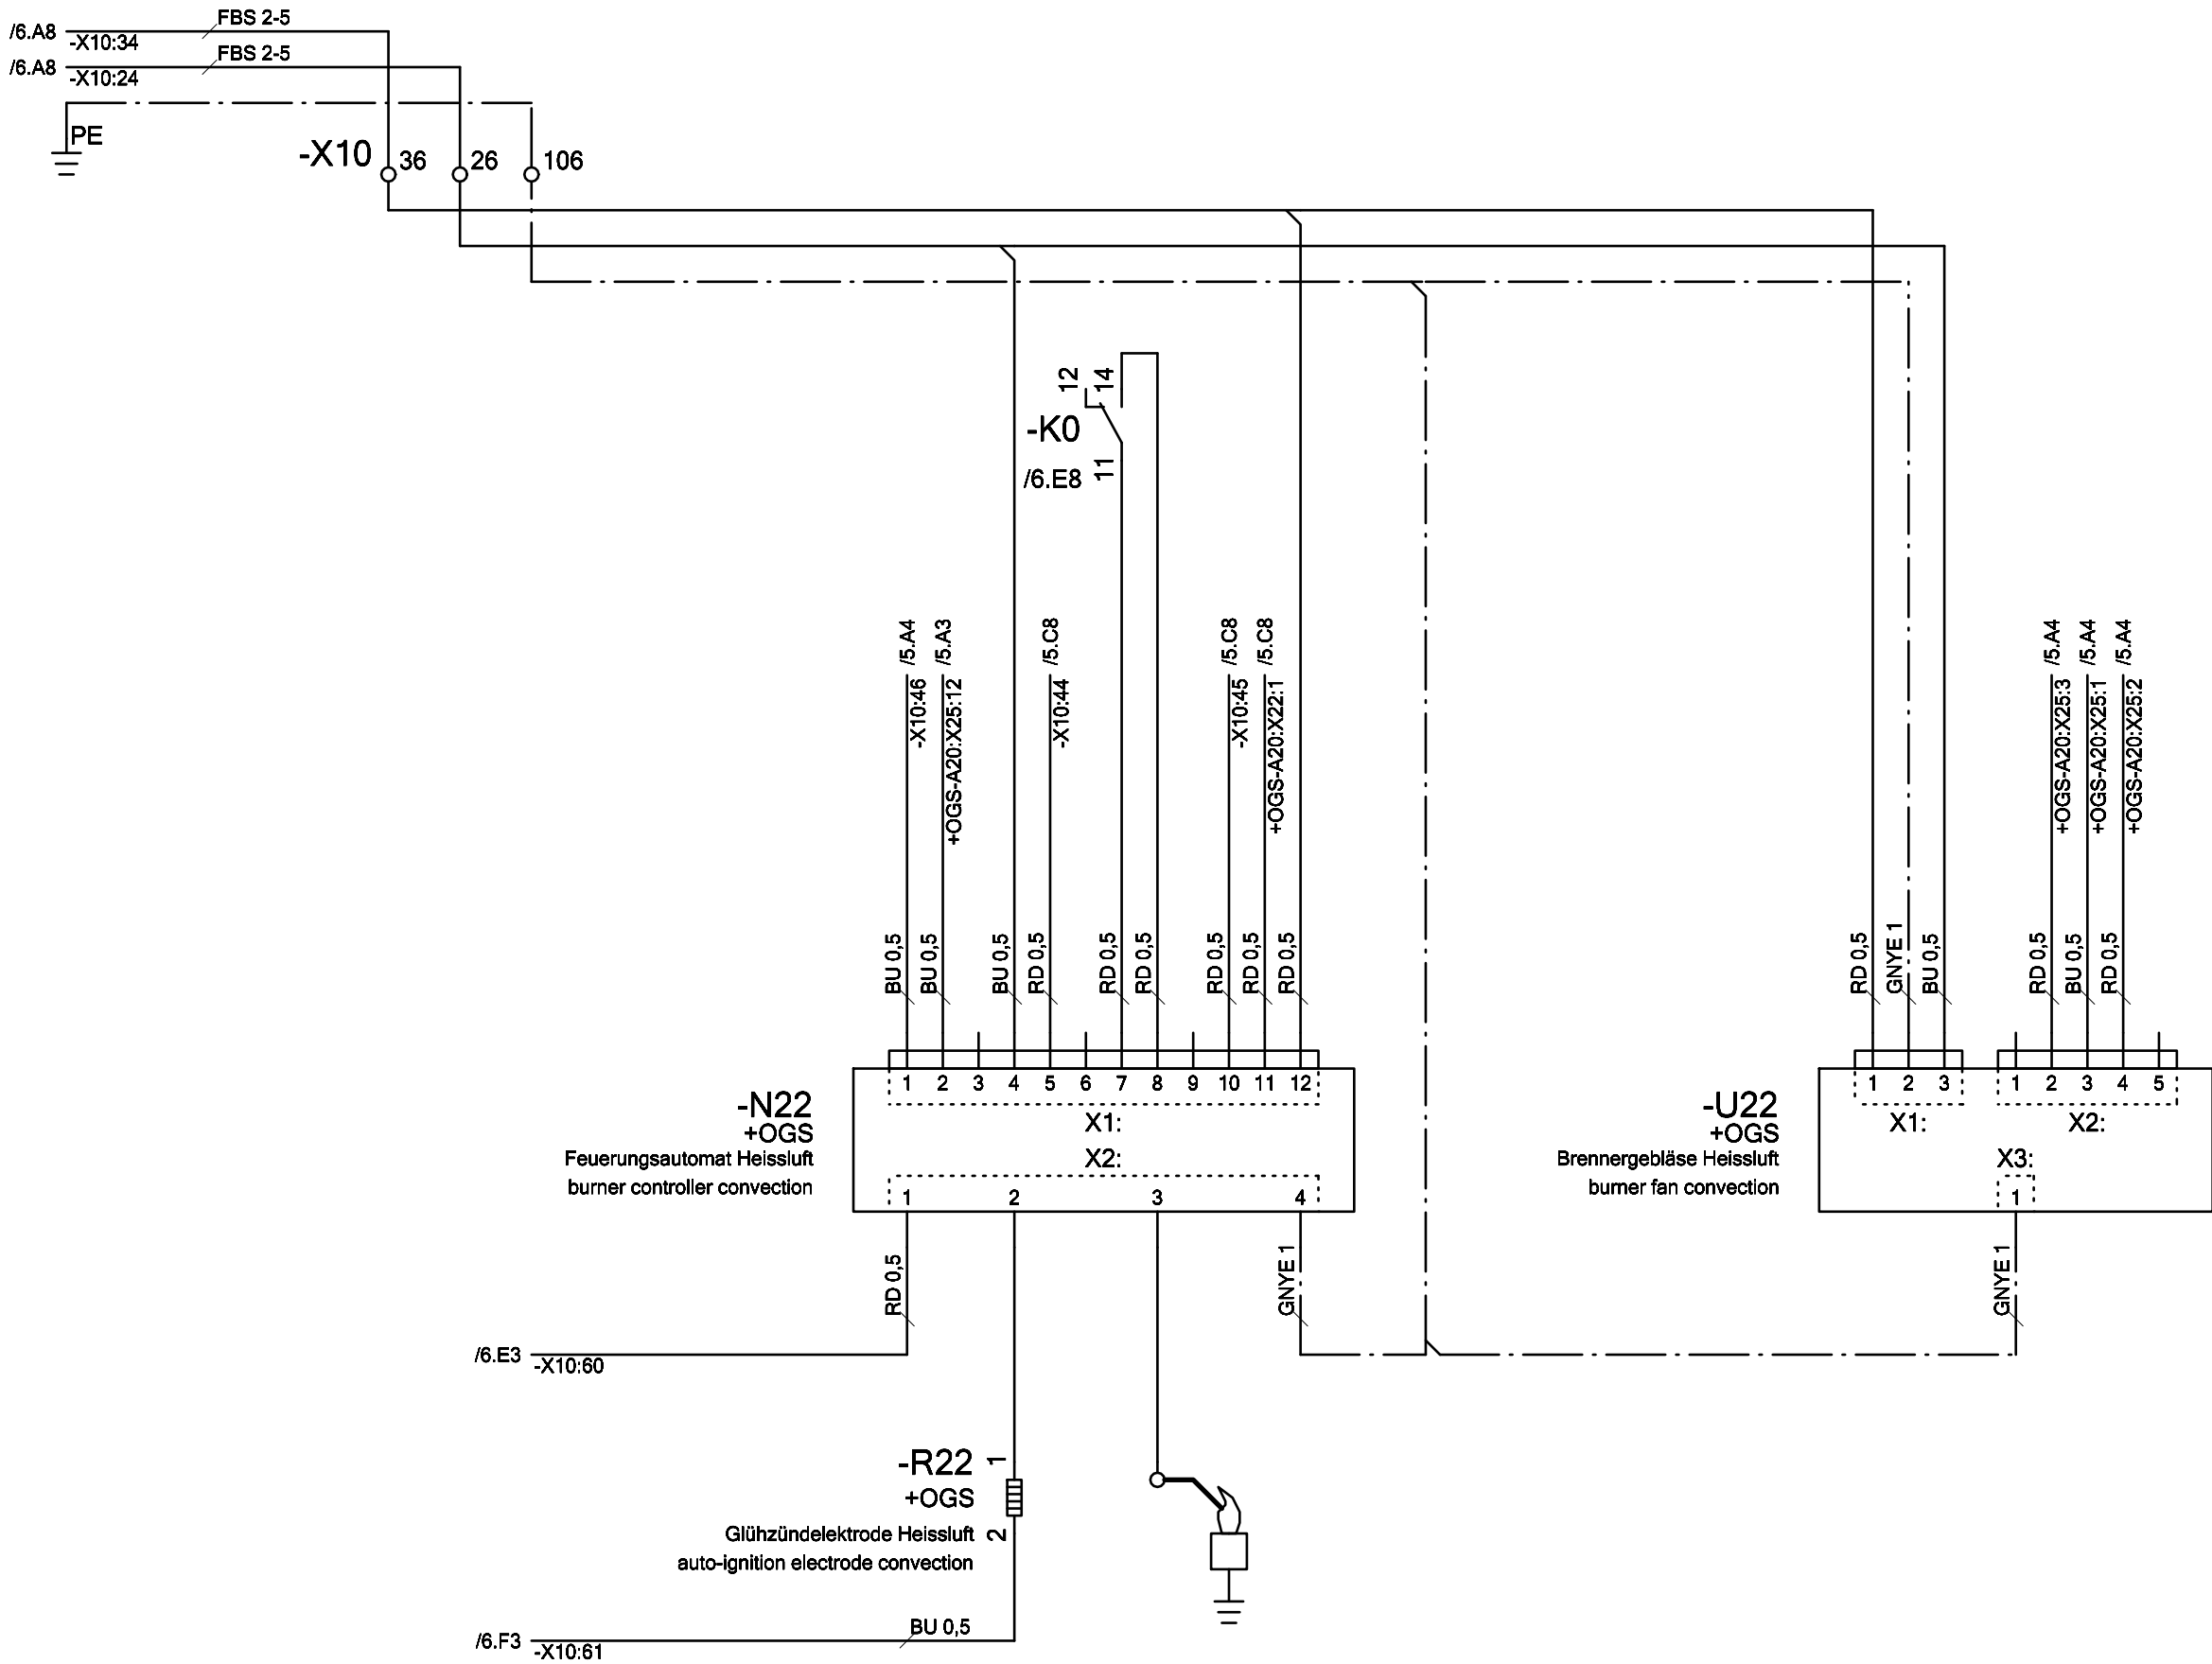 /6.A8
-X10:34
FBS 2-5
/6.A8
-X10:24
FBS 2-5
PE
-X10
36
26
106
12
14
-K0
/6.E8
11
/5.A4
/5.A3
/5.C8
/5.C8
/5.C8
/5.A4
/5.A4
/5.A4
-X10:46
+OGS-A20:X25:12
-X10:44
-X10:45
+OGS-A20:X22:1
+OGS-A20:X25:3
+OGS-A20:X25:1
+OGS-A20:X25:2
BU 0,5
BU 0,5
BU 0,5
RD 0,5
RD 0,5
RD 0,5
RD 0,5
RD 0,5
RD 0,5
RD 0,5
GNYE 1
BU 0,5
RD 0,5
BU 0,5
RD 0,5
1 2 3 4 5 6 7 8 9 10 11 12
1 2 3
1 2 3 4 5
-N22
+OGS
Feuerungsautomat Heissluft
burner controller convection
X1:
X2:
1 2 3 4
-U22
+OGS
Brennergebläse Heissluft
burner fan convection
X1:
X2:
X3:
1
RD 0,5
GNYE 1
GNYE 1
/6.E3
-X10:60
-R22
+OGS
1
2
Glühzündelektrode Heissluft
auto-ignition electrode convection
BU 0,5
/6.F3
-X10:61